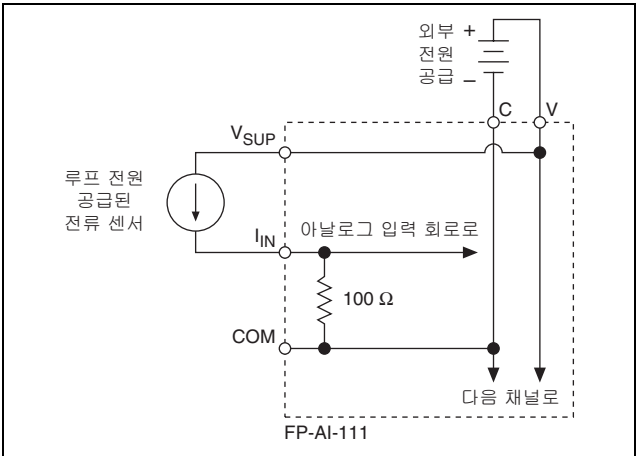 외부
전원
공급
+
–
C
V
VSUP
루프 전원
공급된
전류 센서
IIN
아날로그 입력 회로로
100 Ω
COM
다음 채널로
FP-AI-111